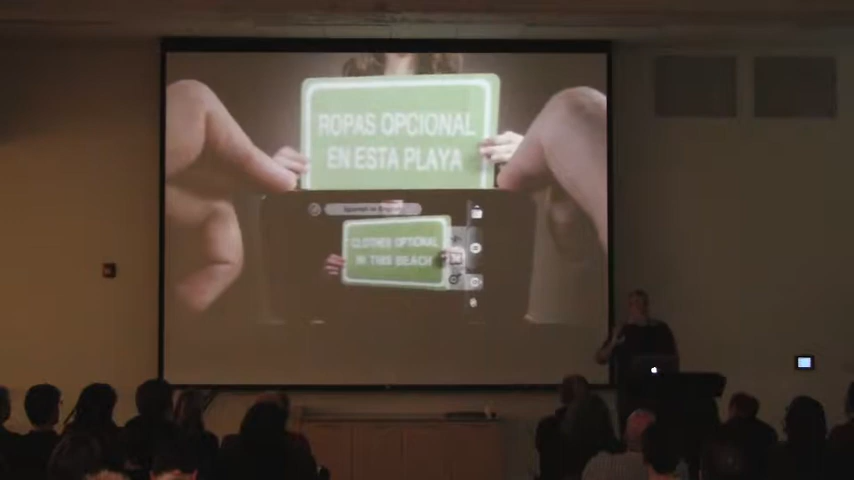 ROPAS OPCIONAL
EN ESTA PLAYA
CLOTHES OPTIONAL
IN THIS BEACH